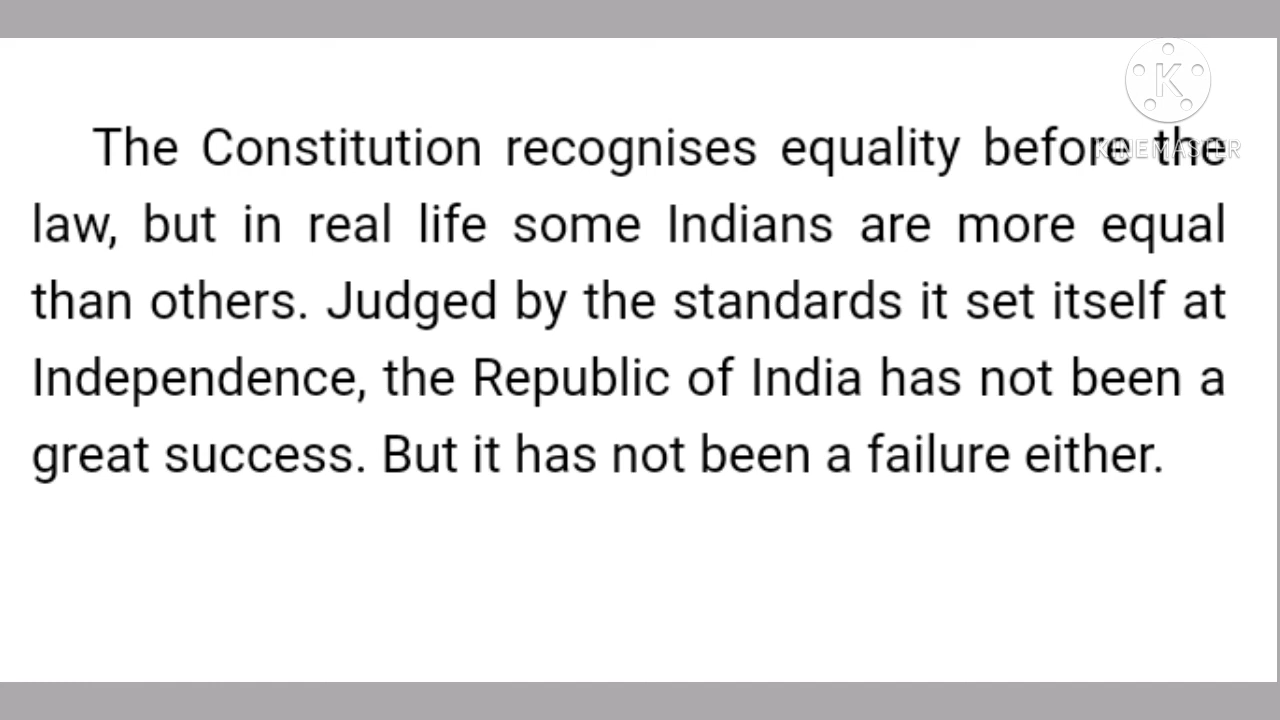 K
KINEMASTER
The Constitution recognises equality before the
law, but in real life some Indians are more equal
than others. Judged by the standards it set itself at
Independence, the Republic of India has not been a
great success. But it has not been a failure either.